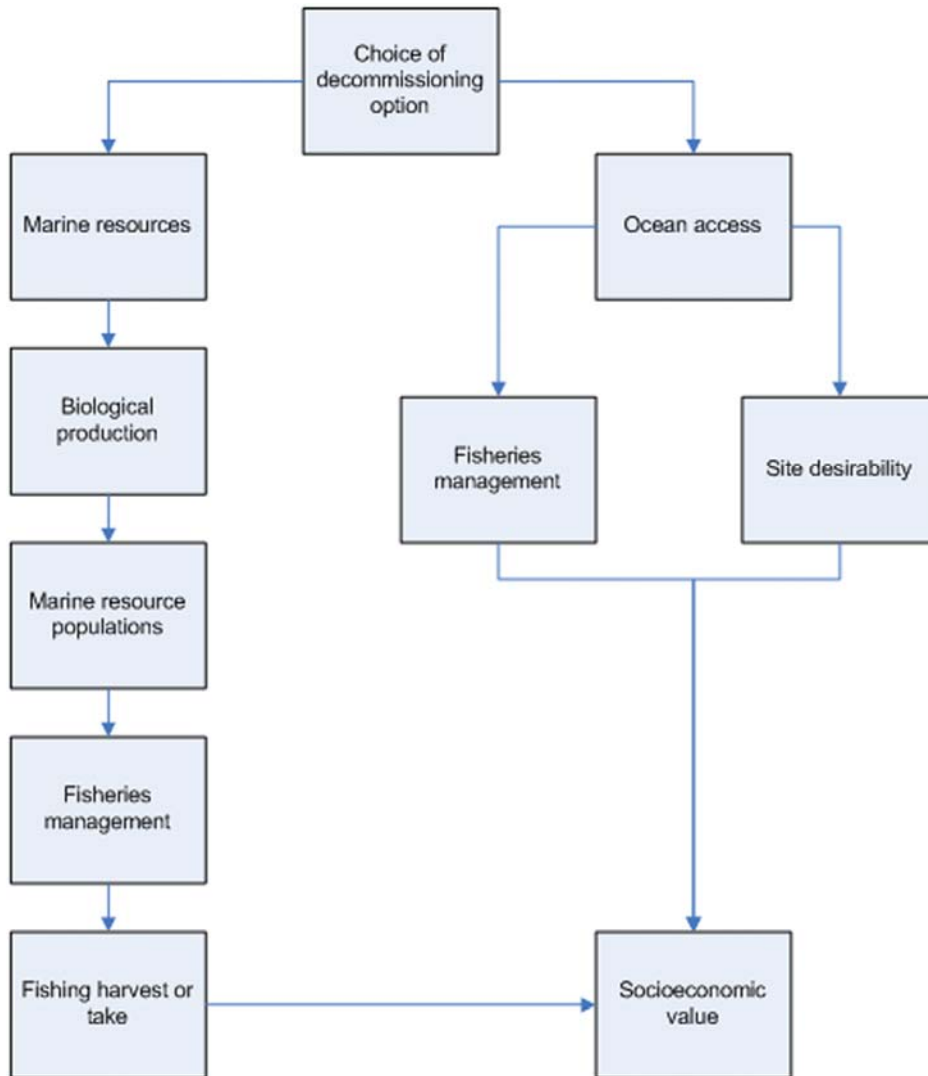 Choice of
decommissioning
option
Marine resources
Ocean access
Biological
production
Fisheries
management
Site desirability
Marine resource
populations
Fisheries
management
Fishing harvest or
take
Socioeconomic
value